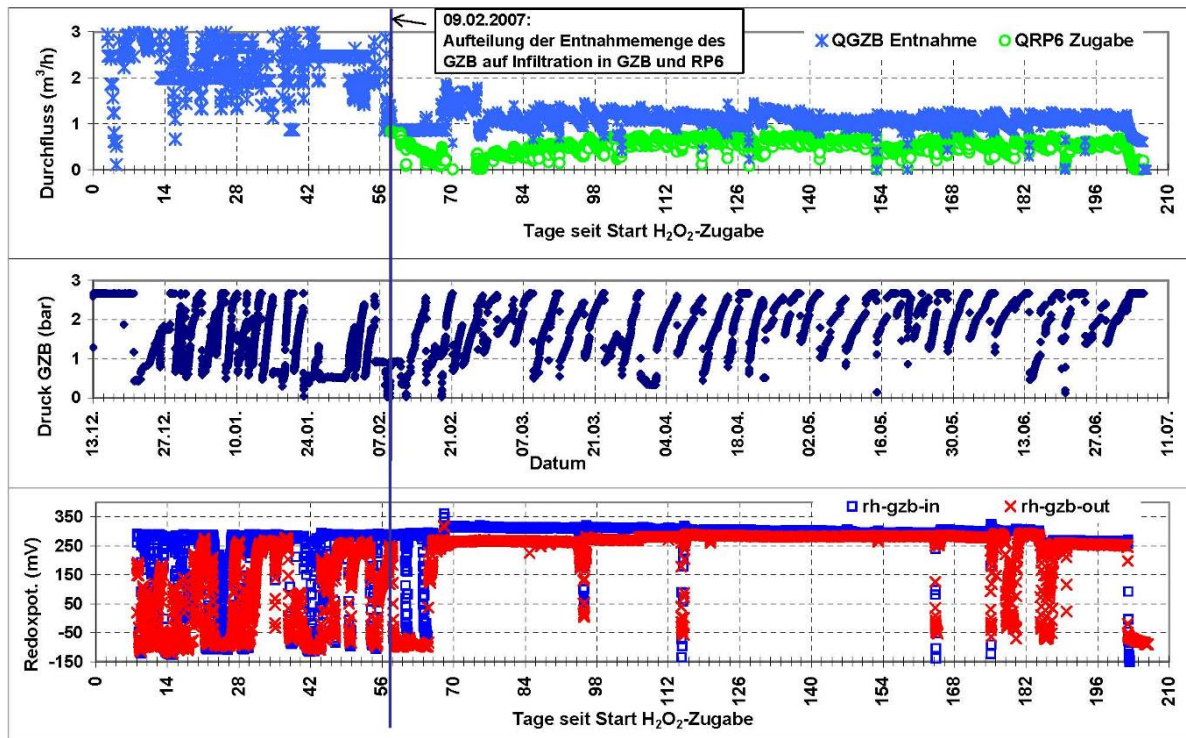 09.02.2007:
Aufteilung der Entnahmemenge des
GZB auf Infiltration in GZB und RP6
QGZB Entnahme QRP6 Zugabe
Durchfluss (m³/h)
3
2
1
0
0 14 28 42 56 70 84 98 112 126 140 154 168 182 196 210
Tage seit Start H₂O₂-Zugabe
Druck GZB (bar)
3
2
1
0
13.12. 27.12. 10.01. 24.01. 07.02. 21.02. 07.03. 21.03. 04.04. 18.04. 02.05. 16.05. 30.05. 13.06. 27.06. 11.07.
Datum
rh-gzb-in rh-gzb-out
Redoxpot. (mV)
350
250
150
50
-50
-150
0 14 28 42 56 70 84 98 112 126 140 154 168 182 196 210
Tage seit Start H₂O₂-Zugabe